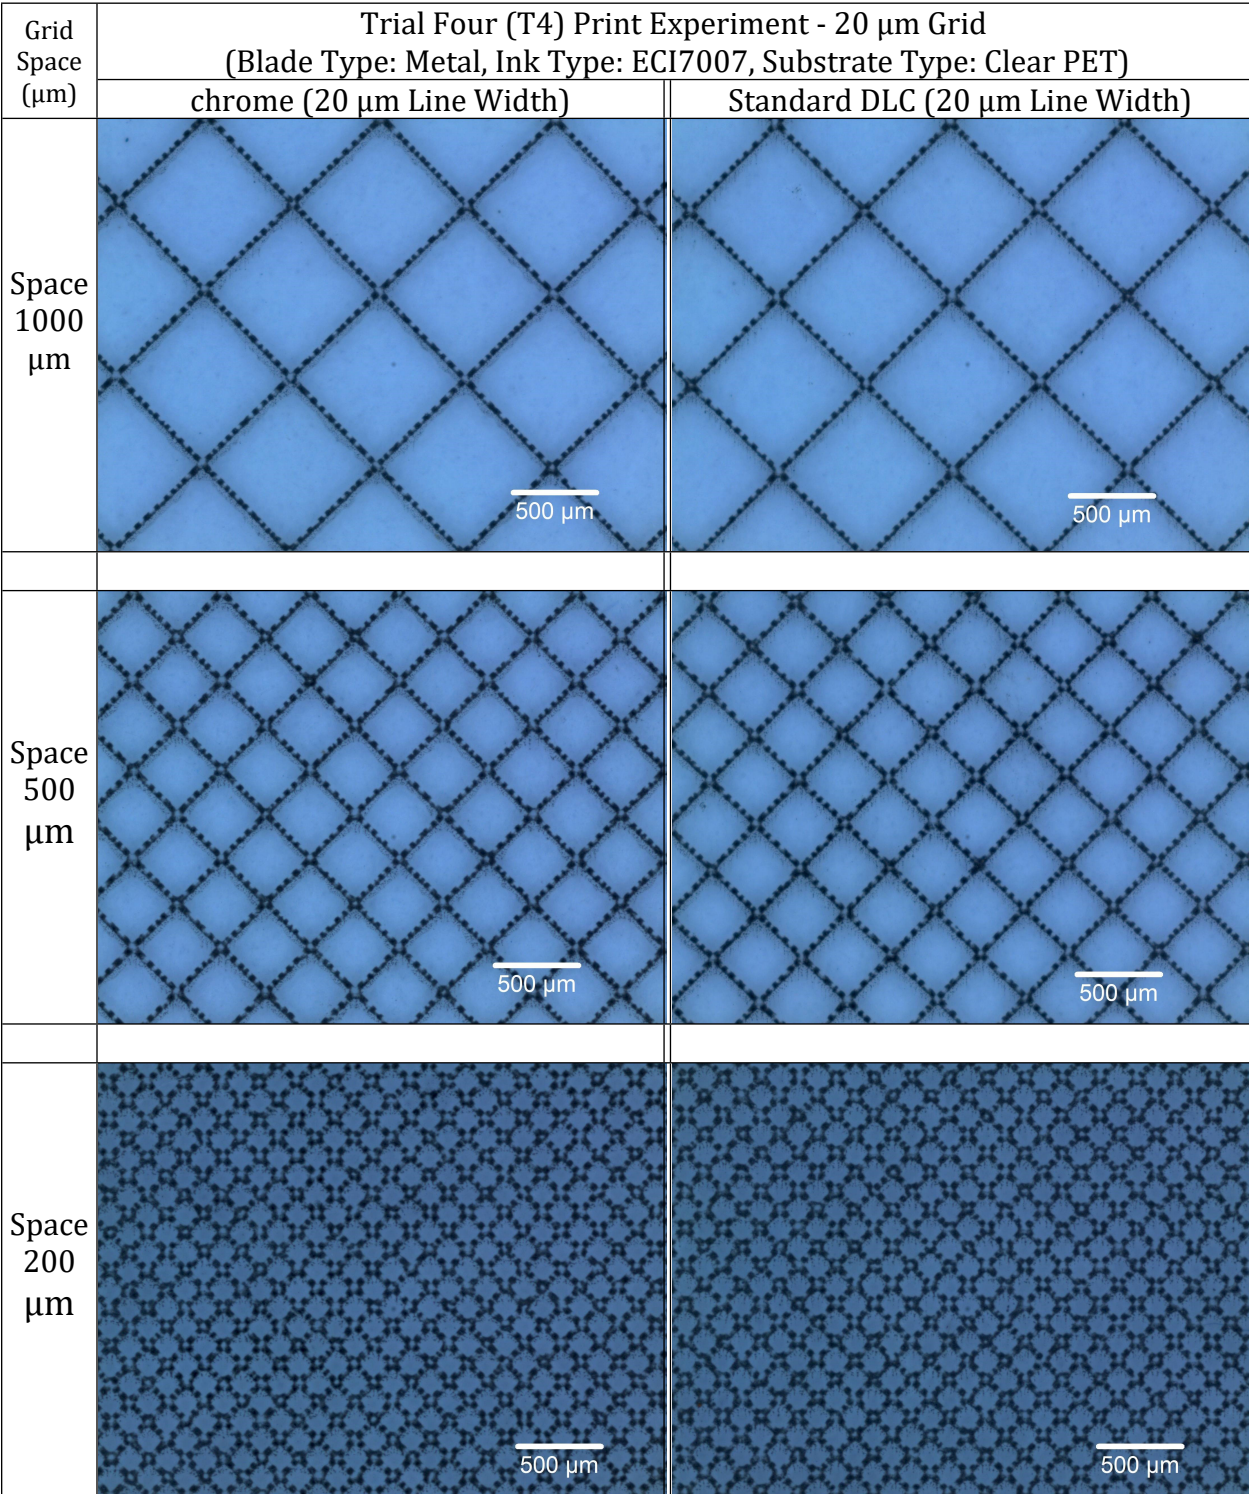 Grid
Space
(μm)
Trial Four (T4) Print Experiment - 20 μm Grid
(Blade Type: Metal, Ink Type: ECI7007, Substrate Type: Clear PET)
chrome (20 μm Line Width)
Standard DLC (20 μm Line Width)
Space
1000
μm
500 μm
500 μm
Space
500
μm
500 μm
500 μm
Space
200
μm
500 μm
500 μm